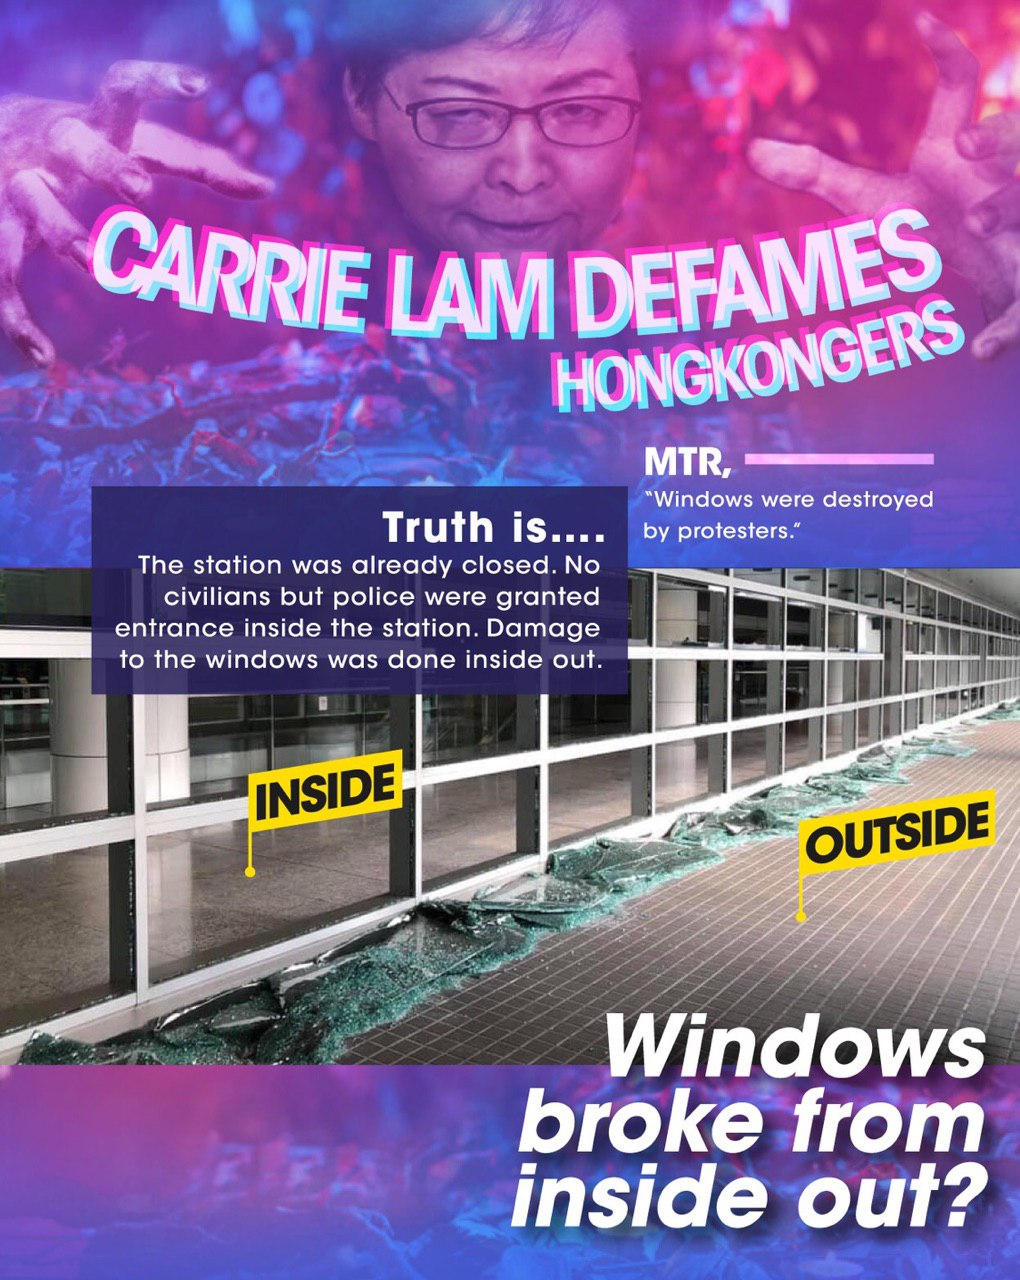 CARRIE LAM DEFAMES
HONGKONGERS
MTR,
“Windows were destroyed
by protesters.”
Truth is....
The station was already closed. No
civilians but police were granted
entrance inside the station. Damage
to the windows was done inside out.
INSIDE
OUTSIDE
Windows
broke from
inside out?